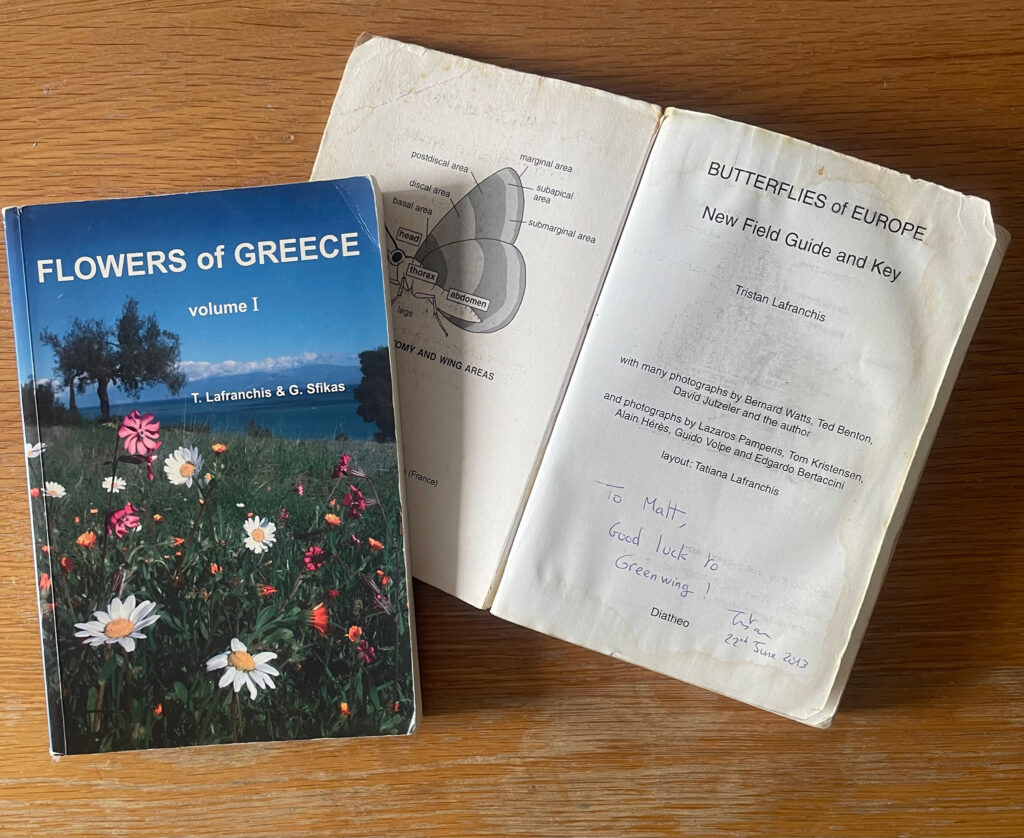 FLOWERS of GREECE
volume I
T. Lafranchis & G. Sfikas
postdiscal area
discal area
basal area
marginal area
subapical
area
submarginal area
head
thorax
abdomen
legs
OMY AND WING AREAS
(France)
BUTTERFLIES of EUROPE
New Field Guide and Key
Tristan Lafranchis
with many photographs by Bernard Watts, Ted Benton,
David Jutzeler and the author
and photographs by Lazaros Pamperis, Tom Kristensen,
Alain Hérès, Guido Volpe and Edgardo Bertaccini
layout: Tatiana Lafranchis
To Matt,
Good luck to
Greenwing !
Diatheo
Tristan
22nd June 2013